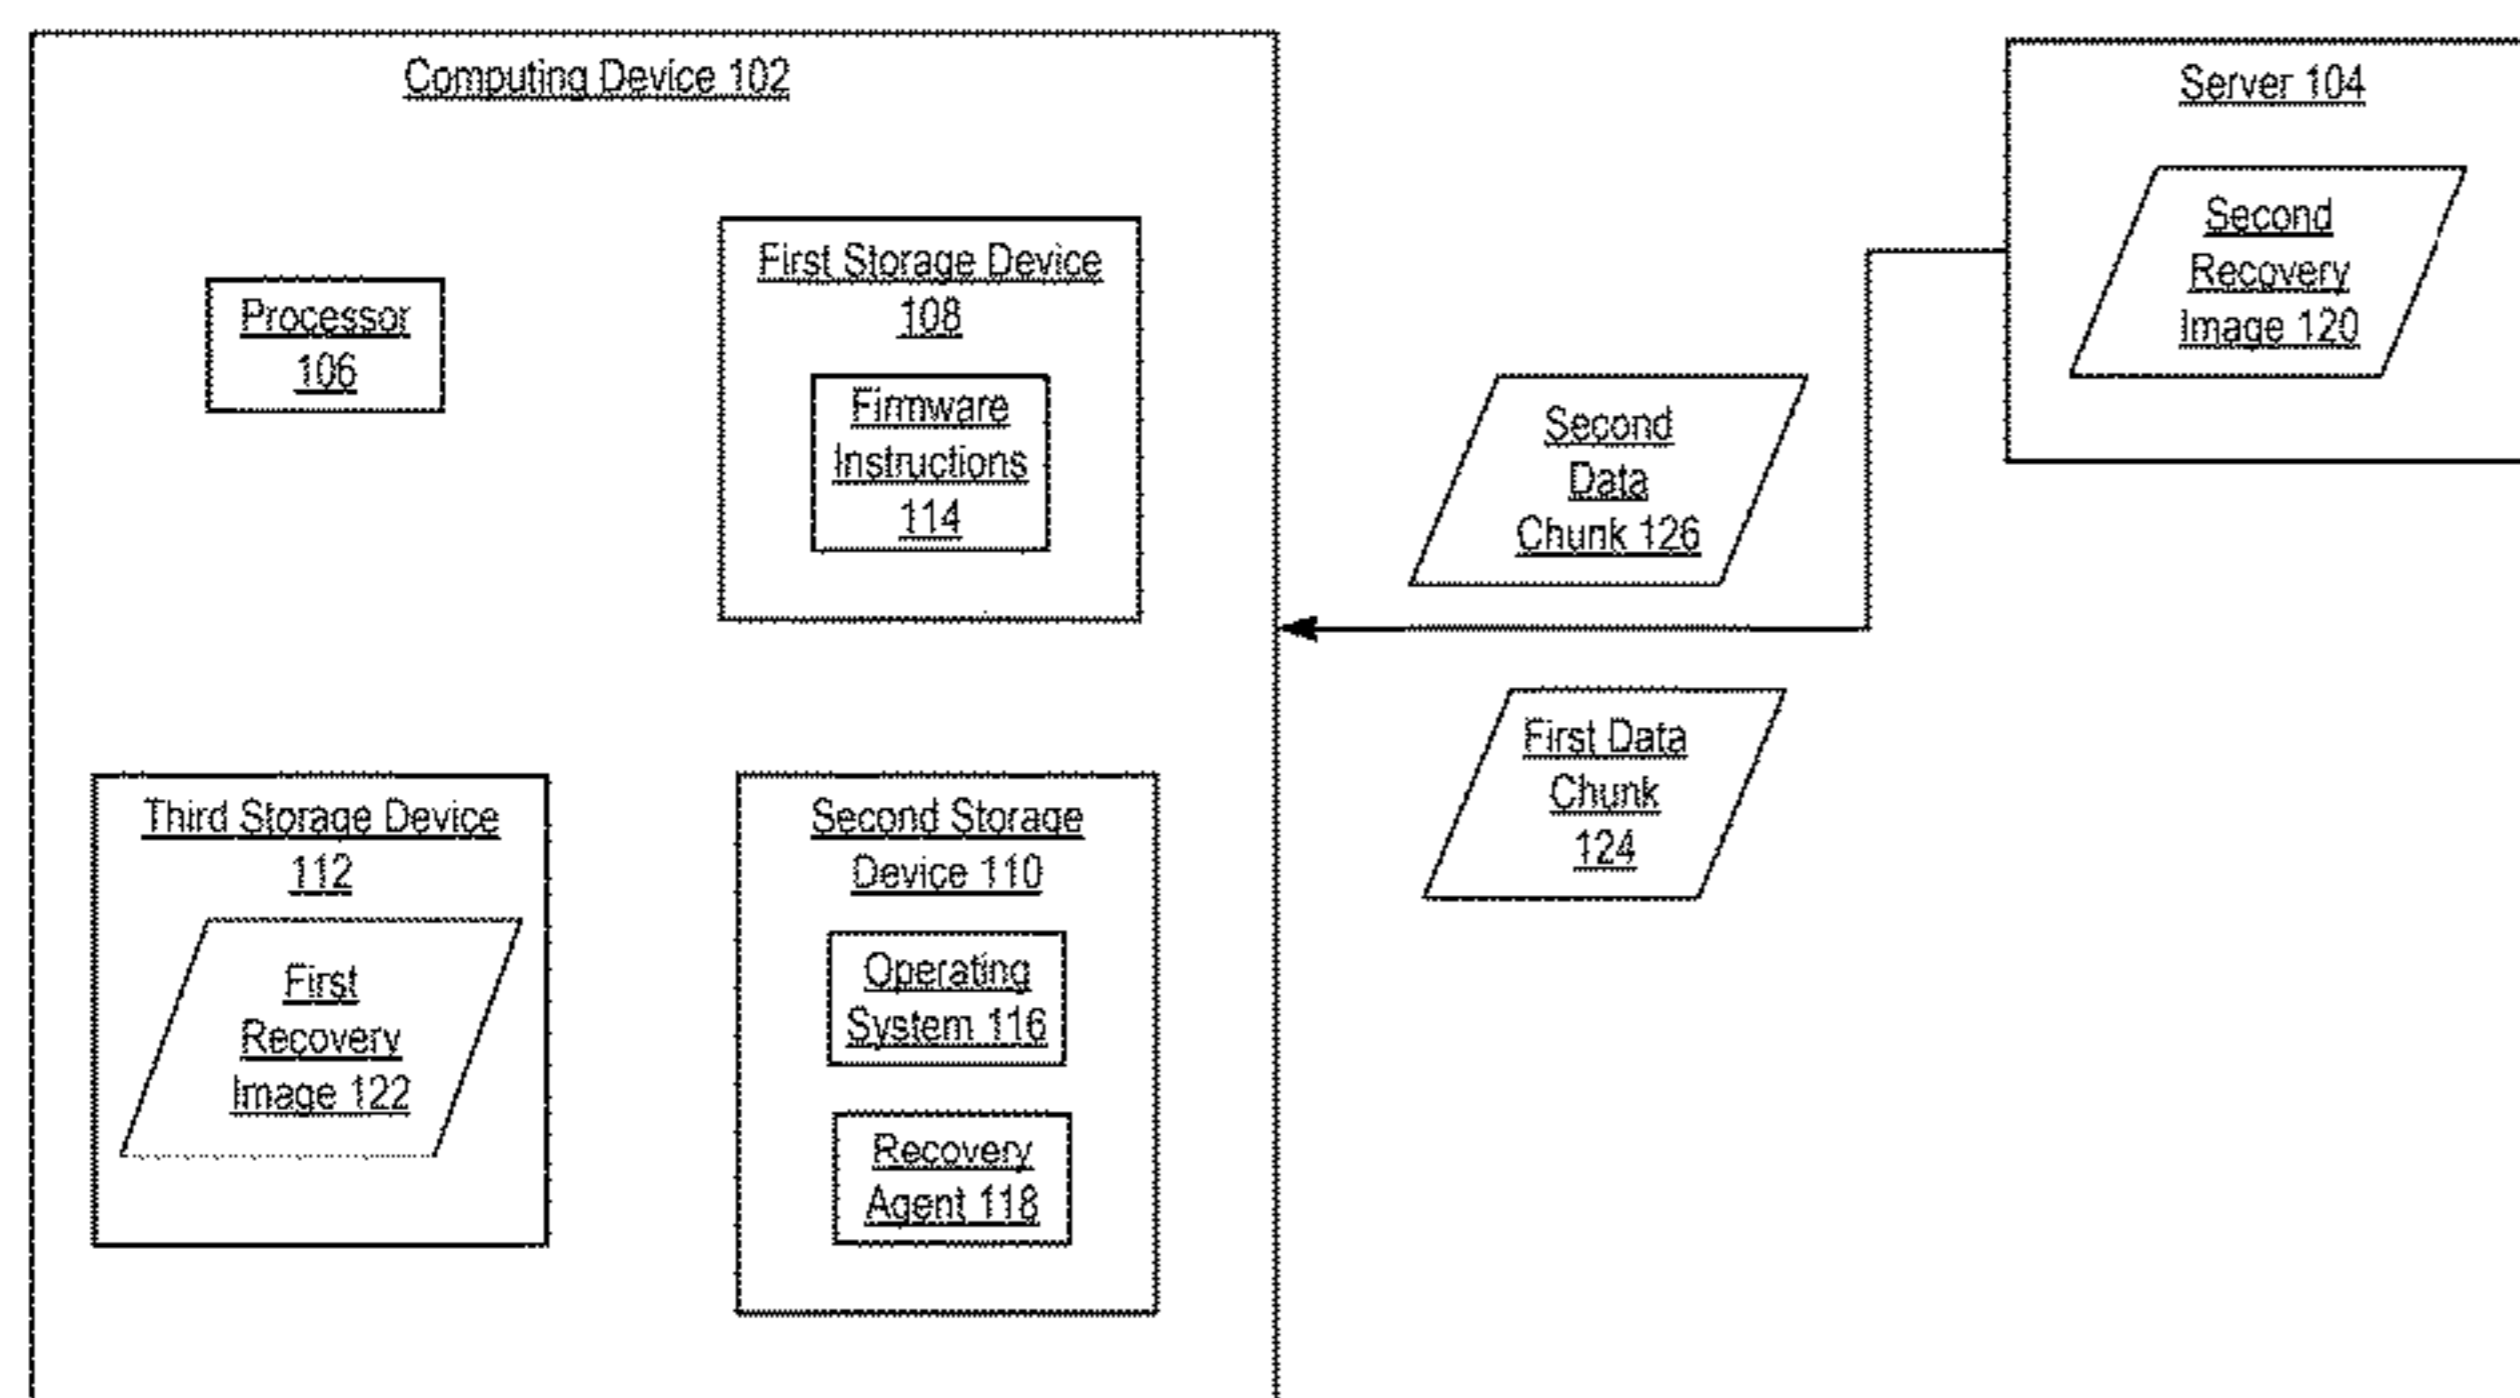 Computing Device 102
Server 104
Second
Recovery
Image 120
First Storage Device
108
Processor
106
Firmware
Instructions
114
Second
Data
Chunk 126
First Data
Chunk
124
Third Storage Device
112
First
Recovery
Image 122
Second Storage
Device 110
Operating
System 116
Recovery
Agent 118